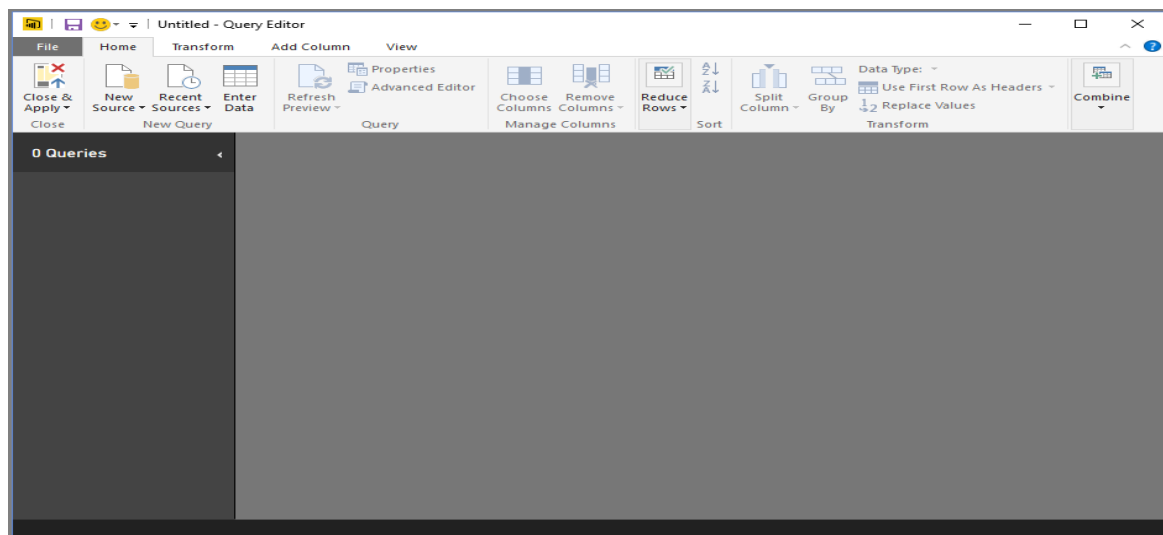 Untitled - Query Editor
File Home Transform Add Column View
Close & Apply
New Source
Recent Sources
Enter Data
Refresh Preview
Properties
Advanced Editor
Choose Columns
Remove Columns
Reduce Rows
Split Column
Group By
Data Type:
Use First Row As Headers
Replace Values
Combine
Close
New Query
Query
Manage Columns
Sort
Transform
0 Queries